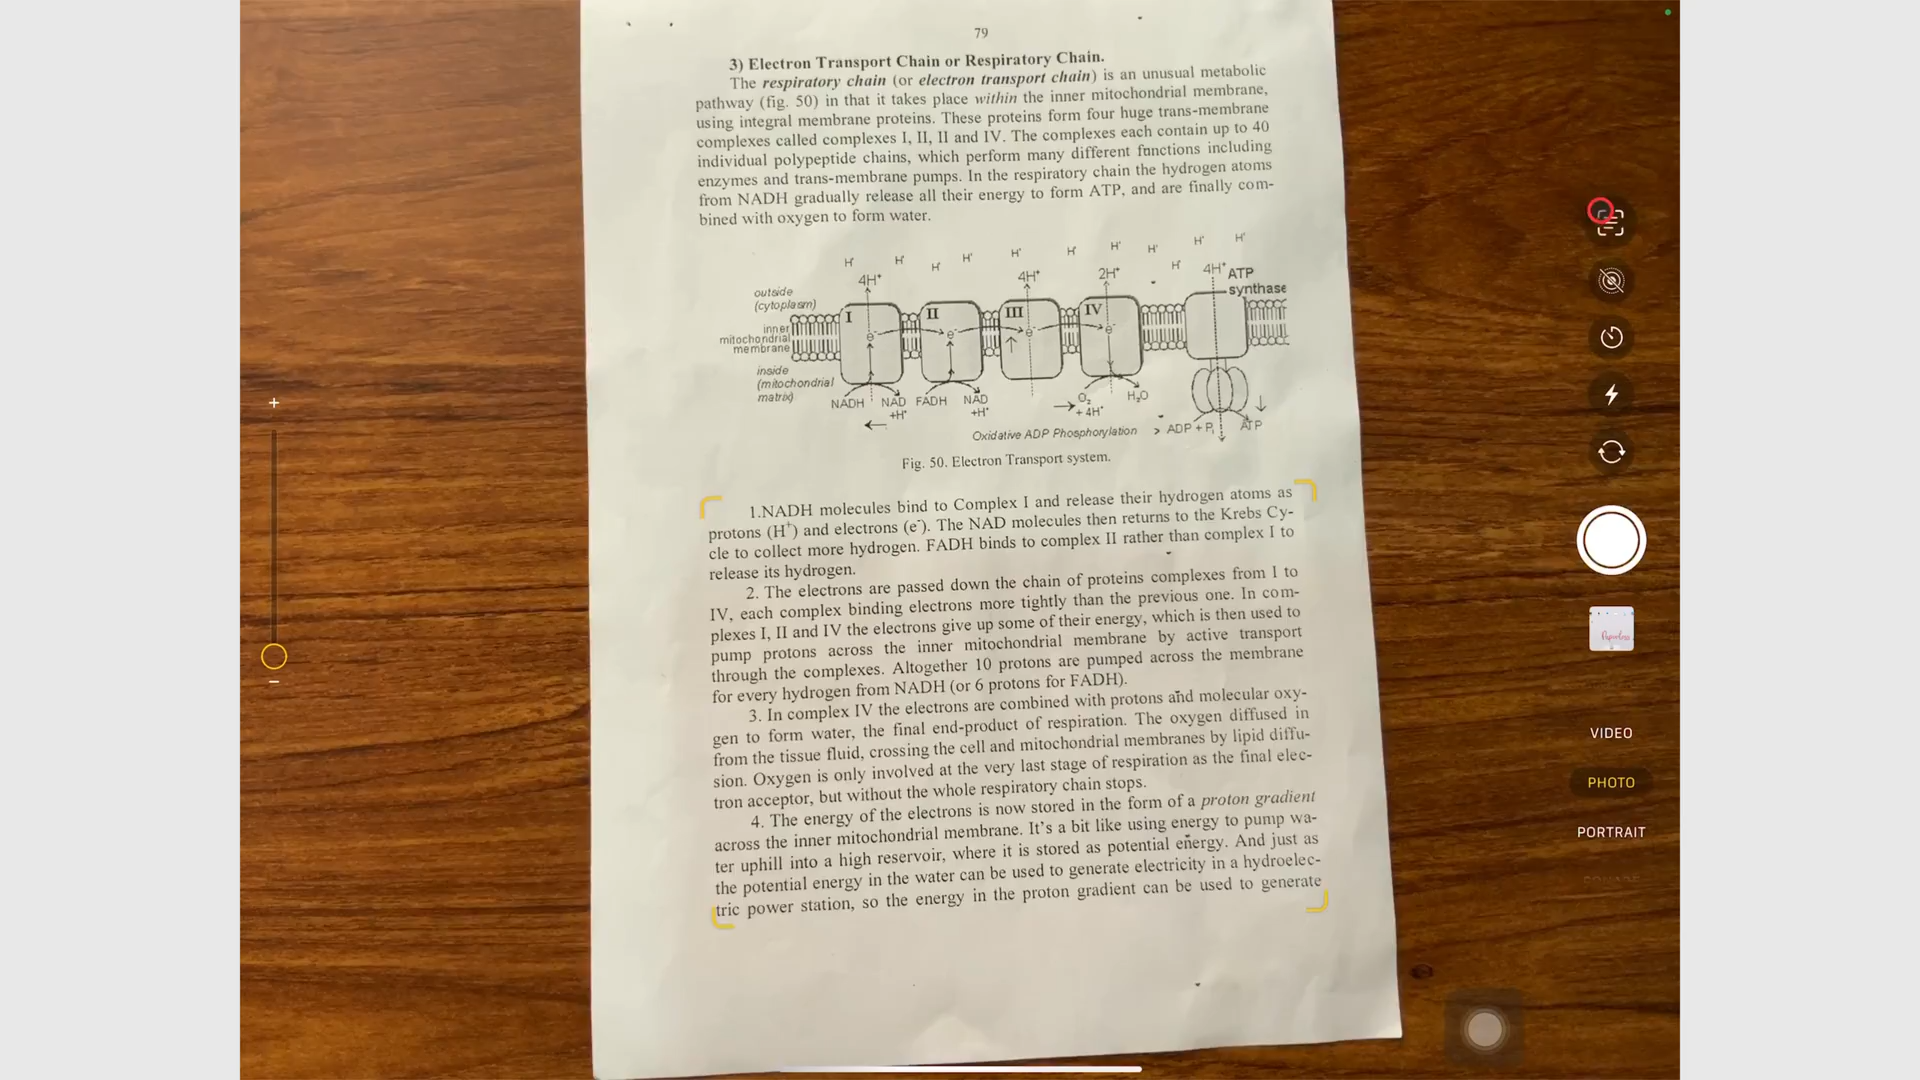 79
3) Electron Transport Chain or Respiratory Chain.
The respiratory chain (or electron transport chain) is an unusual metabolic
pathway (fig. 50) in that it takes place within the inner mitochondrial membrane,
using integral membrane proteins. These proteins form four huge trans-membrane
complexes called complexes I, II, II and IV. The complexes each contain up to 40
individual polypeptide chains, which perform many different functions including
enzymes and trans-membrane pumps. In the respiratory chain the hydrogen atoms
from NADH gradually release all their energy to form ATP, and are finally com-
bined with oxygen to form water.
H⁺ H⁺ H⁺ H⁺ H⁺ H⁺ H⁺ H⁺ H⁺ H⁺ H⁺
4H⁺ 4H⁺ 2H⁺ 4H⁺ ATP
synthase
outside
(cytoplasm)
I II III IV
inner
mitochondrial
membrane
e⁻ e⁻ e⁻ e⁻
inside
(mitochondrial
matrix)
NADH NAD FADH NAD O₂ H₂O
+H⁺ +H⁺ + 4H⁺
Oxidative ADP Phosphorylation > ADP + Pᵢ ATP
Fig. 50. Electron Transport system.
1.NADH molecules bind to Complex I and release their hydrogen atoms as
protons (H⁺) and electrons (e⁻). The NAD molecules then returns to the Krebs Cy-
cle to collect more hydrogen. FADH binds to complex II rather than complex I to
release its hydrogen.
2. The electrons are passed down the chain of proteins complexes from I to
IV, each complex binding electrons more tightly than the previous one. In com-
plexes I, II and IV the electrons give up some of their energy, which is then used to
pump protons across the inner mitochondrial membrane by active transport
through the complexes. Altogether 10 protons are pumped across the membrane
for every hydrogen from NADH (or 6 protons for FADH).
3. In complex IV the electrons are combined with protons and molecular oxy-
gen to form water, the final end-product of respiration. The oxygen diffused in
from the tissue fluid, crossing the cell and mitochondrial membranes by lipid diffu-
sion. Oxygen is only involved at the very last stage of respiration as the final elec-
tron acceptor, but without the whole respiratory chain stops.
4. The energy of the electrons is now stored in the form of a proton gradient
across the inner mitochondrial membrane. It's a bit like using energy to pump wa-
ter uphill into a high reservoir, where it is stored as potential energy. And just as
the potential energy in the water can be used to generate electricity in a hydroelec-
tric power station, so the energy in the proton gradient can be used to generate
VIDEO
PHOTO
PORTRAIT